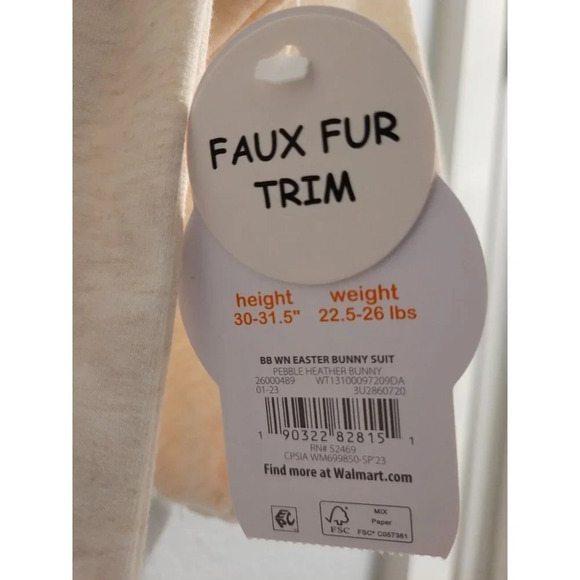 FAUX FUR
TRIM
height weight
30-31.5" 22.5-26 lbs
BB WN EASTER BUNNY SUIT
PEBBLE HEATHER BUNNY
26000489 WT13100097209DA
01-23 3U2860720
1 90322 82815 1
RN# 52469
CPSIA WM699850-SP'23
Find more at Walmart.com
FSC
MIX
Paper
FSC® C057361